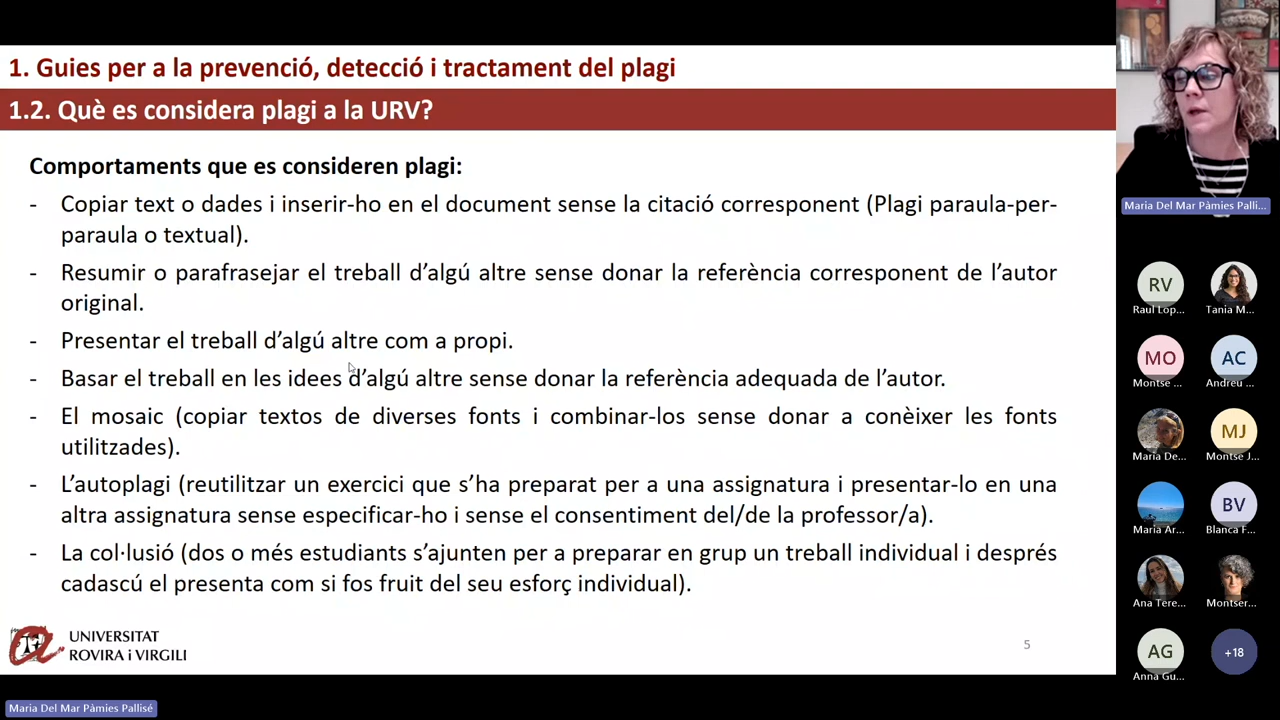 1. Guies per a la prevenció, detecció i tractament del plagi
1.2. Què es considera plagi a la URV?
Comportaments que es consideren plagi:
- Copiar text o dades i inserir-ho en el document sense la citació corresponent (Plagi paraula-per-
paraula o textual).
- Resumir o parafrasejar el treball d’algú altre sense donar la referència corresponent de l’autor
original.
- Presentar el treball d’algú altre com a propi.
- Basar el treball en les idees d’algú altre sense donar la referència adequada de l’autor.
- El mosaic (copiar textos de diverses fonts i combinar-los sense donar a conèixer les fonts
utilitzades).
- L’autoplagi (reutilitzar un exercici que s’ha preparat per a una assignatura i presentar-lo en una
altra assignatura sense especificar-ho i sense el consentiment del/de la professor/a).
- La col·lusió (dos o més estudiants s’ajunten per a preparar en grup un treball individual i després
cadascú el presenta com si fos fruit del seu esforç individual).
UNIVERSITAT
ROVIRA i VIRGILI
5
Maria Del Mar Pàmies Pallisé
Maria Del Mar Pàmies Palli...
RV
Raul Lop...
Tania M...
MO
Montse ...
AC
Andreu ...
Maria De...
MJ
Montse J...
Maria Ar...
BV
Blanca F...
Ana Tere...
Montser...
AG
Anna Gu...
+18